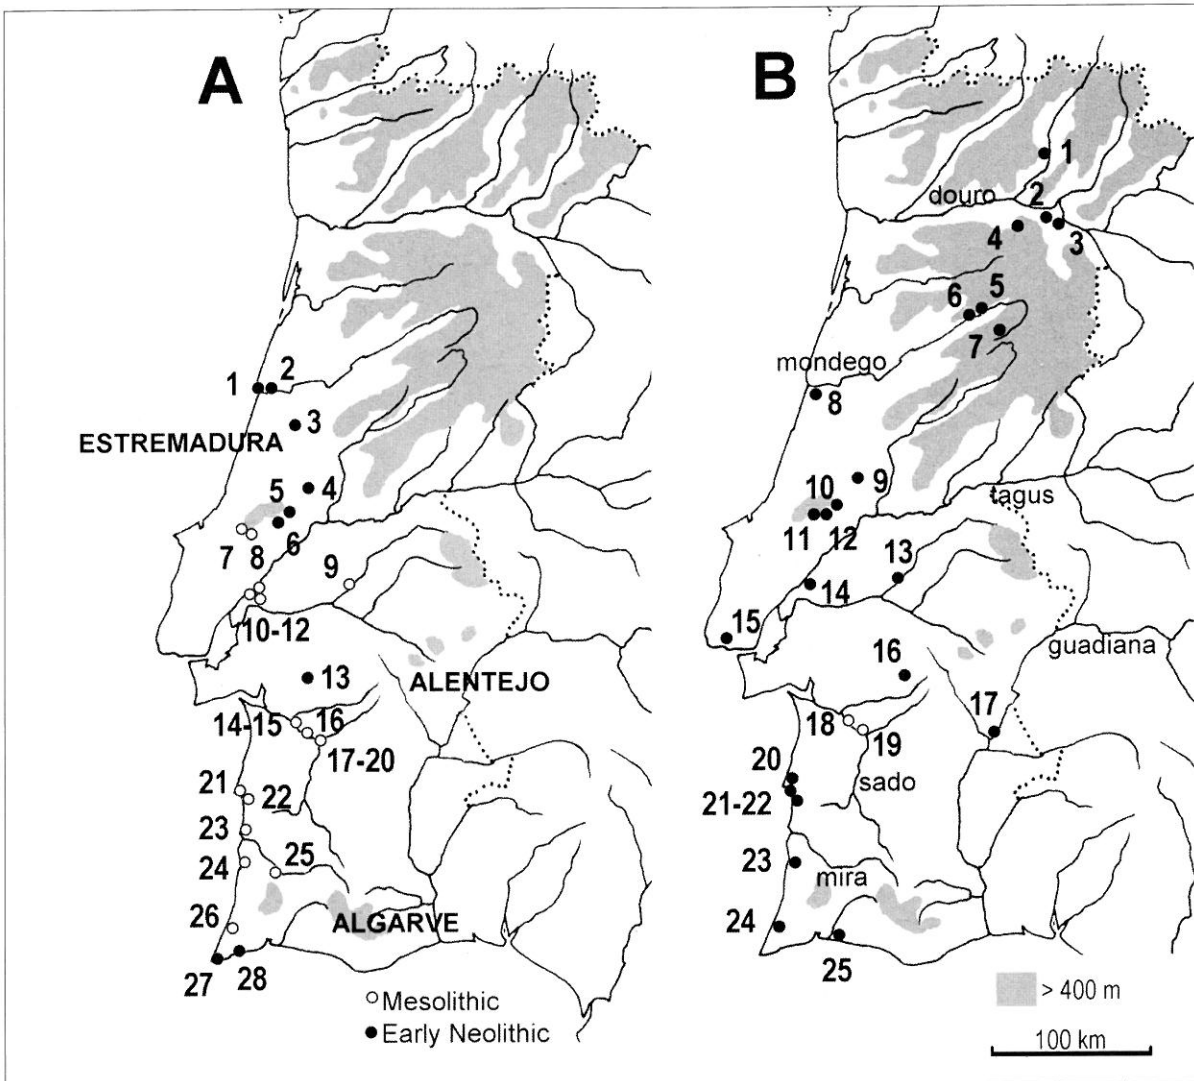 A
1 2
3
ESTREMADURA
5 4
7 8 6
9
10-12
13 ALENTEJO
14-15 16
17-20
21 22
23
24 25
26
ALGARVE
27 28
Mesolithic
Early Neolithic
B
1
douro 2
4 3
6 5
7
mondego
8
10 9
tagus
11 12
13
14
15
16 guadiana
17
18 19
20
sado
21-22
23 mira
24
25
> 400 m
100 km